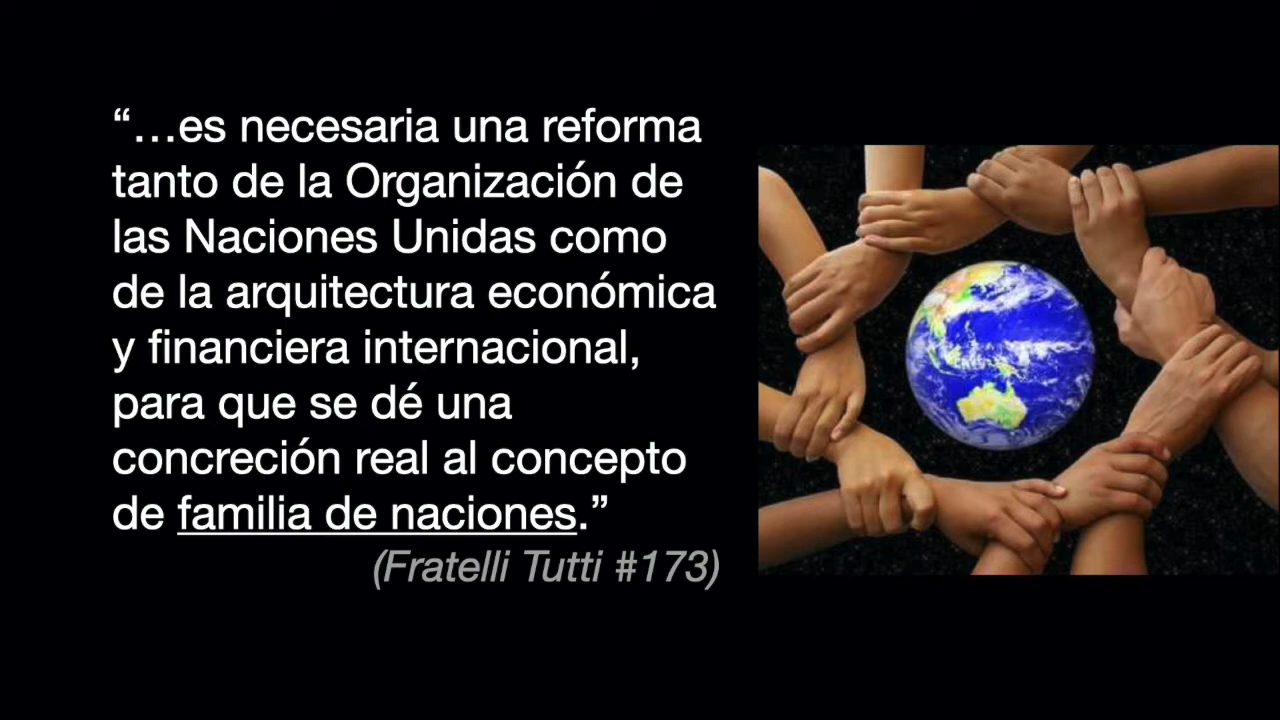 “…es necesaria una reforma
tanto de la Organización de
las Naciones Unidas como
de la arquitectura económica
y financiera internacional,
para que se dé una
concreción real al concepto
de familia de naciones.”
(Fratelli Tutti #173)